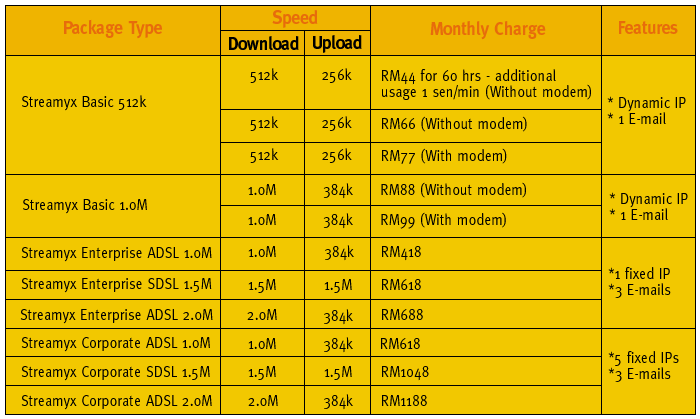 Package Type Speed Monthly Charge Features
Download Upload
Streamyx Basic 512k
512k 256k RM44 for 60 hrs - additional
usage 1 sen/min (Without modem)
512k 256k RM66 (Without modem)
512k 256k RM77 (With modem)
* Dynamic IP
* 1 E-mail
Streamyx Basic 1.0M
1.0M 384k RM88 (Without modem)
1.0M 384k RM99 (With modem)
* Dynamic IP
* 1 E-mail
Streamyx Enterprise ADSL 1.0M 1.0M 384k RM418
Streamyx Enterprise SDSL 1.5M 1.5M 1.5M RM618
Streamyx Enterprise ADSL 2.0M 2.0M 384k RM688
*1 fixed IP
*3 E-mails
Streamyx Corporate ADSL 1.0M 1.0M 384k RM618
Streamyx Corporate SDSL 1.5M 1.5M 1.5M RM1048
Streamyx Corporate ADSL 2.0M 2.0M 384k RM1188
*5 fixed IPs
*3 E-mails